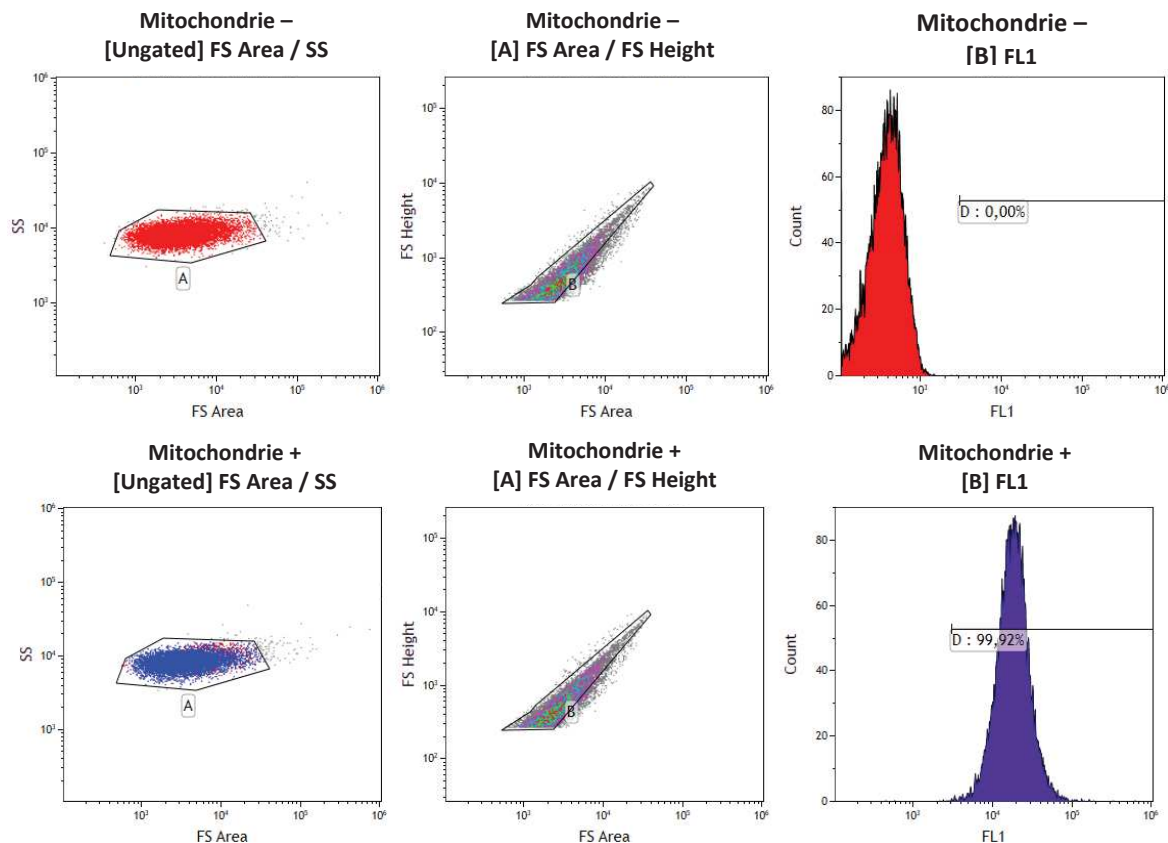 Mitochondrie –
[Ungated] FS Area / SS
Mitochondrie –
[A] FS Area / FS Height
Mitochondrie –
[B] FL1
10⁶
10⁵
10⁴
10³
SS
A
10³
10⁴
10⁵
10⁶
FS Area
10⁵
10⁴
10³
10²
FS Height
B
10³
10⁴
10⁵
10⁶
FS Area
80
60
40
20
0
Count
D : 0,00%
10³
10⁴
10⁵
10⁶
FL1
Mitochondrie +
[Ungated] FS Area / SS
Mitochondrie +
[A] FS Area / FS Height
Mitochondrie +
[B] FL1
10⁶
10⁵
10⁴
10³
SS
A
10³
10⁴
10⁵
10⁶
FS Area
10⁵
10⁴
10³
10²
FS Height
B
10³
10⁴
10⁵
10⁶
FS Area
80
60
40
20
0
Count
D : 99,92%
10³
10⁴
10⁵
10⁶
FL1